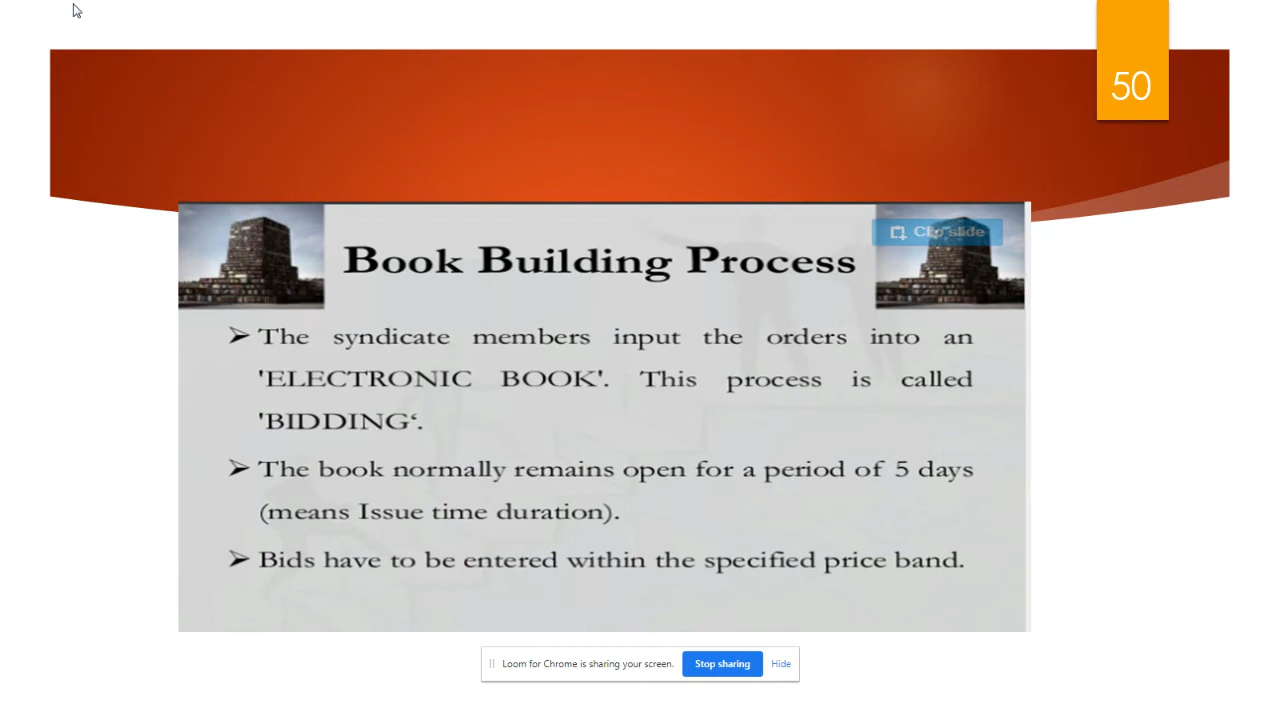 50
Clip slide
Book Building Process
➢ The syndicate members input the orders into an
'ELECTRONIC BOOK'. This process is called
'BIDDING‘.
➢ The book normally remains open for a period of 5 days
(means Issue time duration).
➢ Bids have to be entered within the specified price band.
Loom for Chrome is sharing your screen. Stop sharing Hide